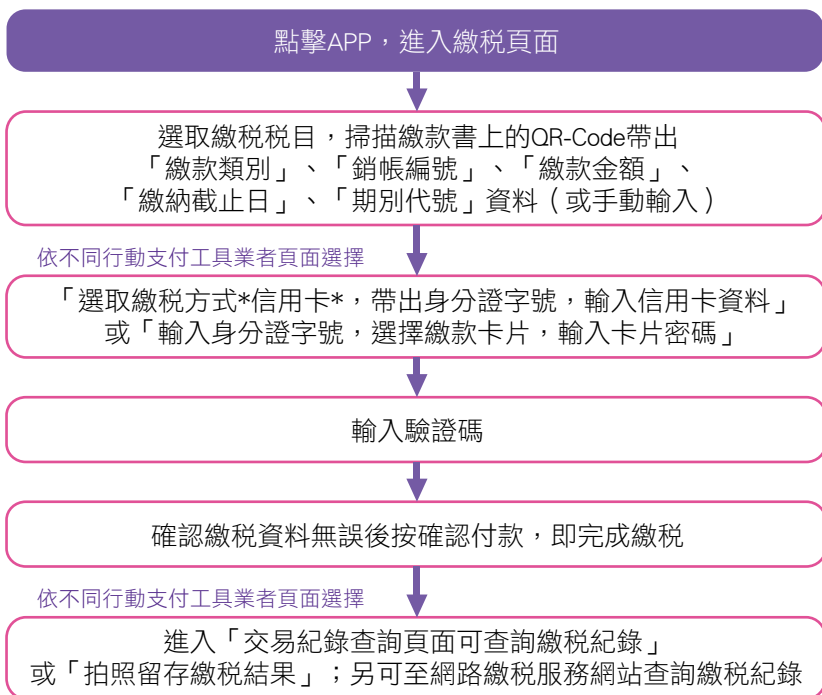 點擊APP，進入繳稅頁面
選取繳稅稅目，掃描繳款書上的QR-Code帶出
「繳款類別」、「銷帳編號」、「繳款金額」、
「繳納截止日」、「期別代號」資料（或手動輸入）
依不同行動支付工具業者頁面選擇
「選取繳稅方式*信用卡*，帶出身分證字號，輸入信用卡資料」
或「輸入身分證字號，選擇繳款卡片，輸入卡片密碼」
輸入驗證碼
確認繳稅資料無誤後按確認付款，即完成繳稅
依不同行動支付工具業者頁面選擇
進入「交易紀錄查詢頁面可查詢繳稅紀錄」
或「拍照留存繳稅結果」；另可至網路繳稅服務網站查詢繳稅紀錄